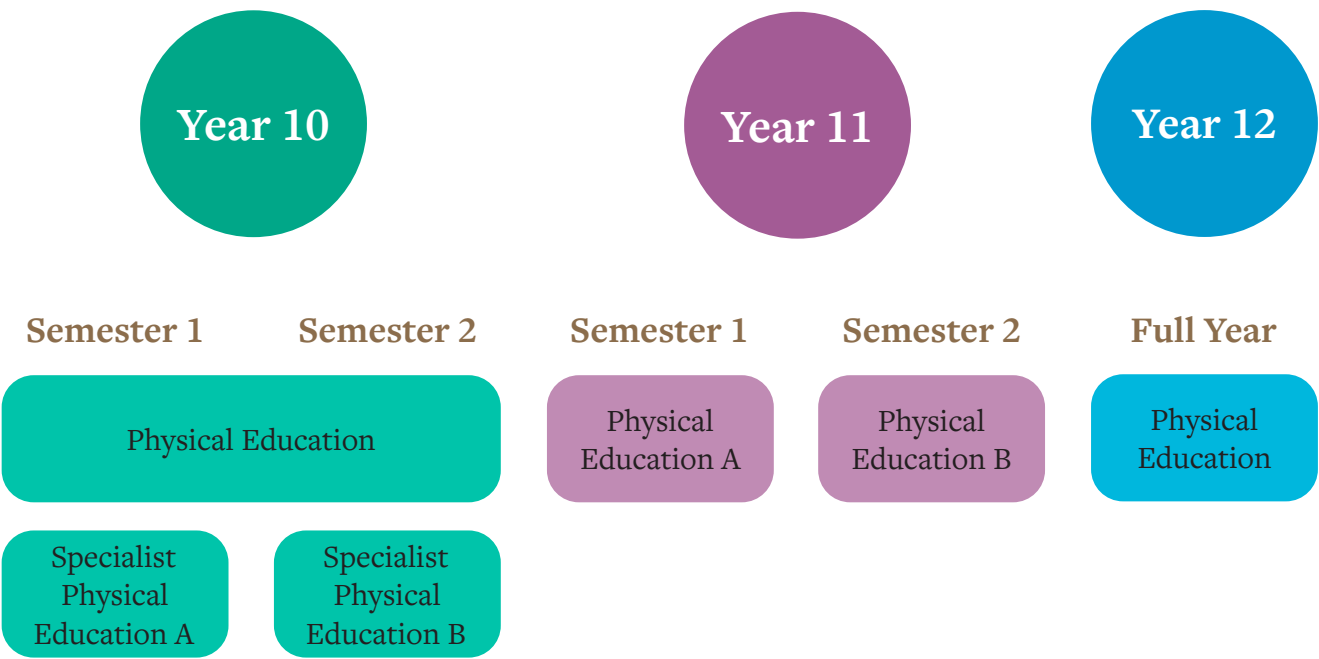 Year 10
Year 11
Year 12
Semester 1
Semester 2
Semester 1
Semester 2
Full Year
Physical Education
Physical
Education A
Physical
Education B
Physical
Education
Specialist
Physical
Education A
Specialist
Physical
Education B